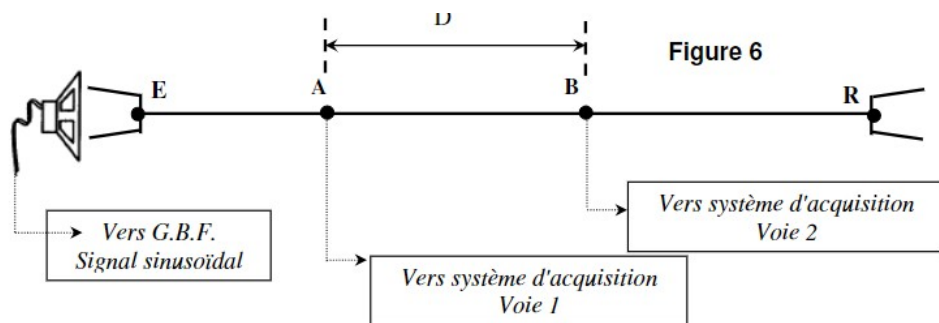 D
Figure 6
E
A
B
R
Vers G.B.F.
Signal sinusoïdal
Vers système d'acquisition
Voie 2
Vers système d'acquisition
Voie 1